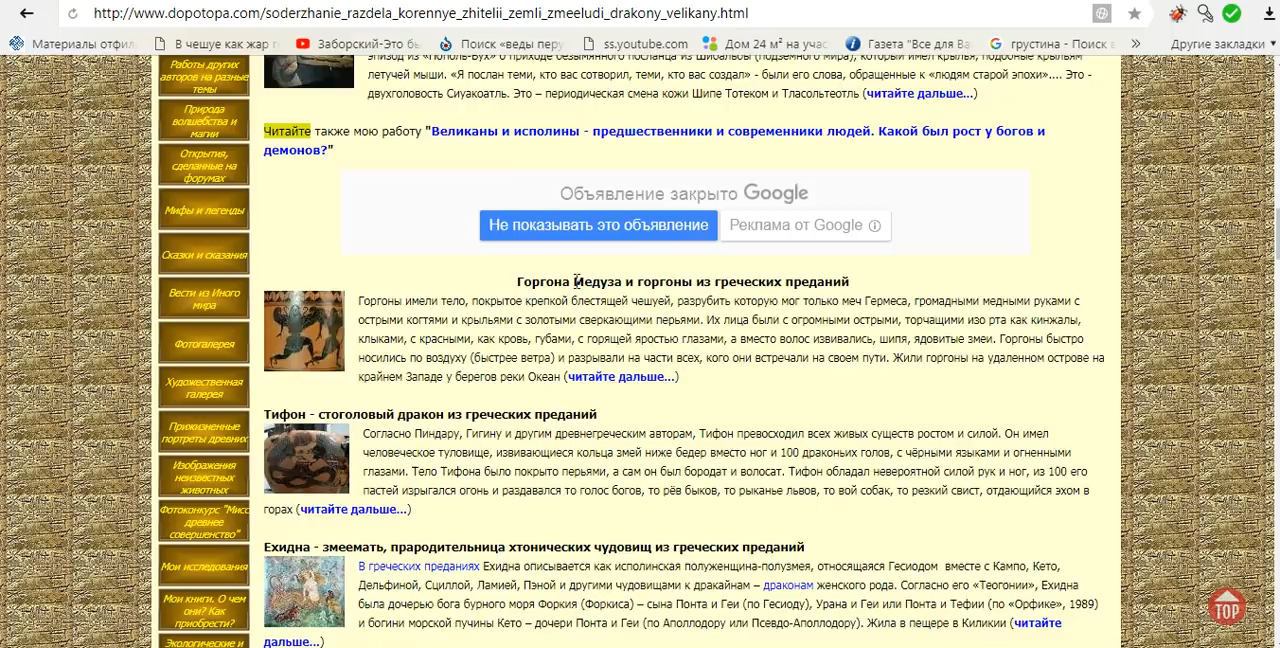 http://www.dopotopa.com/soderzhanie_razdela_korennye_zhitelii_zemli_zmeeludi_drakony_velikany.html
Материалы отфил
В чешуе как жар г
Заборский-Это бы
Поиск «веды перу
ss.youtube.com
Дом 24 м² на учас
Газета "Все для Ва
грустина - Поиск в
»
Другие закладки
Работы других
авторов на разные
темы
Природа
волшебства и
магии
Открытия,
сделанные на
форумах
Мифы и легенды
Сказки и сказания
Вести из Иного
мира
Фотогалерея
Художественная
галерея
Прижизненные
портреты древних
Изображения
неизвестных
животных
Фотоконкурс "Мисс
древнее
совершенство"
Мои исследования
Мои книги. О чем
они? Как
приобрести?
Экологические и
эпизод из «Пополь-Вух» о приходе безымянного посланца из Шибальбы (подземного мира), который имел крылья, подобные крыльям
летучей мыши. «Я послан теми, кто вас сотворил, теми, кто вас создал» - были его слова, обращенные к «людям старой эпохи».... Это -
двухголовость Сиуакоатль. Это – периодическая смена кожи Шипе Тотеком и Тласольтеотль (читайте дальше...)
Читайте также мою работу "Великаны и исполины - предшественники и современники людей. Какой был рост у богов и
демонов?"
Объявление закрыто Google
Не показывать это объявление
Реклама от Google
Горгона Медуза и горгоны из греческих преданий
Горгоны имели тело, покрытое крепкой блестящей чешуей, разрубить которую мог только меч Гермеса, громадными медными руками с
острыми когтями и крыльями с золотыми сверкающими перьями. Их лица были с огромными острыми, торчащими изо рта как кинжалы,
клыками, с красными, как кровь, губами, с горящей яростью глазами, а вместо волос извивались, шипя, ядовитые змеи. Горгоны быстро
носились по воздуху (быстрее ветра) и разрывали на части всех, кого они встречали на своем пути. Жили горгоны на удаленном острове на
крайнем Западе у берегов реки Океан (читайте дальше...)
Тифон - стоголовый дракон из греческих преданий
Согласно Пиндару, Гигину и другим древнегреческим авторам, Тифон превосходил всех живых существ ростом и силой. Он имел
человеческое туловище, извивающиеся кольца змей ниже бедер вместо ног и 100 драконьих голов, с чёрными языками и огненными
глазами. Тело Тифона было покрыто перьями, а сам он был бородат и волосат. Тифон обладал невероятной силой рук и ног, из 100 его
пастей изрыгался огонь и раздавался то голос богов, то рёв быков, то рыканье львов, то вой собак, то резкий свист, отдающийся эхом в
горах (читайте дальше...)
Ехидна - змеемать, прародительница хтонических чудовищ из греческих преданий
В греческих преданиях Ехидна описывается как исполинская полуженщина-полузмея, относящаяся Гесиодом вместе с Кампо, Кето,
Дельфиной, Сциллой, Ламией, Пэной и другими чудовищами к дракайнам – драконам женского рода. Согласно его «Теогонии», Ехидна
была дочерью бога бурного моря Форкия (Форкиса) – сына Понта и Геи (по Гесиоду), Урана и Геи или Понта и Тефии (по «Орфике», 1989)
и богини морской пучины Кето – дочери Понта и Геи (по Аполлодору или Псевдо-Аполлодору). Жила в пещере в Киликии (читайте
дальше...)
TOP